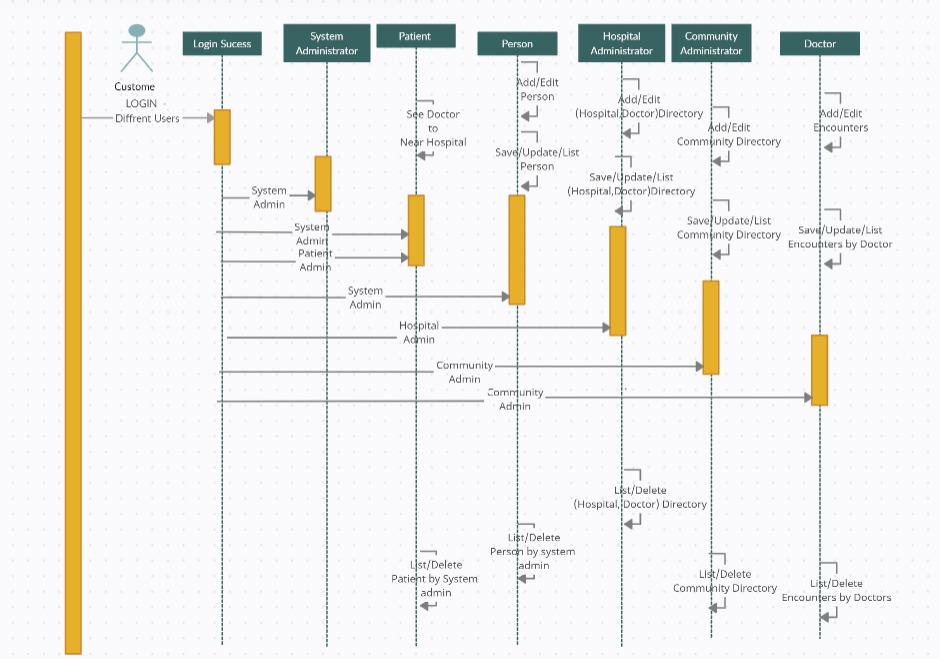 Login Sucess
System
Administrator
Patient
Person
Hospital
Administrator
Community
Administrator
Doctor
Custome
LOGIN
Diffrent Users
See Doctor
to
Near Hospital
Add/Edit
Person
Save/Update/List
Person
Add/Edit
(Hospital,Doctor)Directory
Save/Update/List
(Hospital,Doctor)Directory
Add/Edit
Community Directory
Save/Update/List
Community Directory
Add/Edit
Encounters
Save/Update/List
Encounters by Doctor
System
Admin
System
Admin
Patient
Admin
System
Admin
Hospital
Admin
Community
Admin
Community
Admin
List/Delete
(Hospital, Doctor) Directory
List/Delete
Person by system
admin
List/Delete
Patient by System
admin
List/Delete
Community Directory
List/Delete
Encounters by Doctors